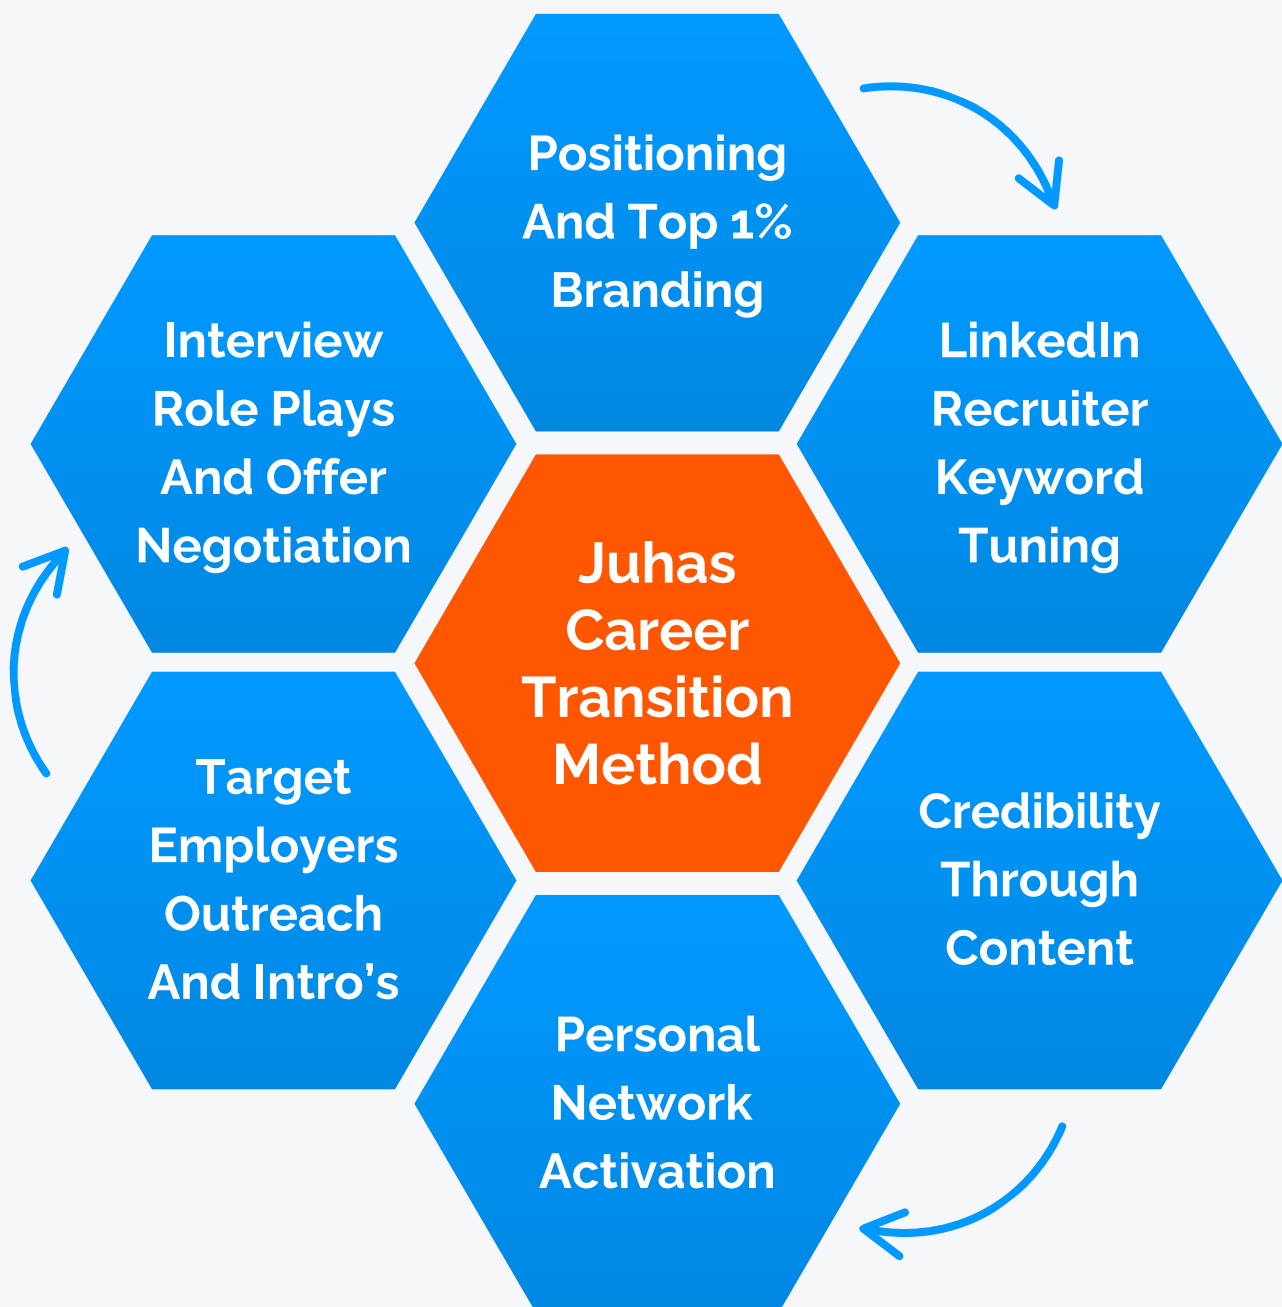 Positioning
And Top 1%
Branding
LinkedIn
Recruiter
Keyword
Tuning
Credibility
Through
Content
Personal
Network
Activation
Target
Employers
Outreach
And Intro’s
Interview
Role Plays
And Offer
Negotiation
Juhas
Career
Transition
Method